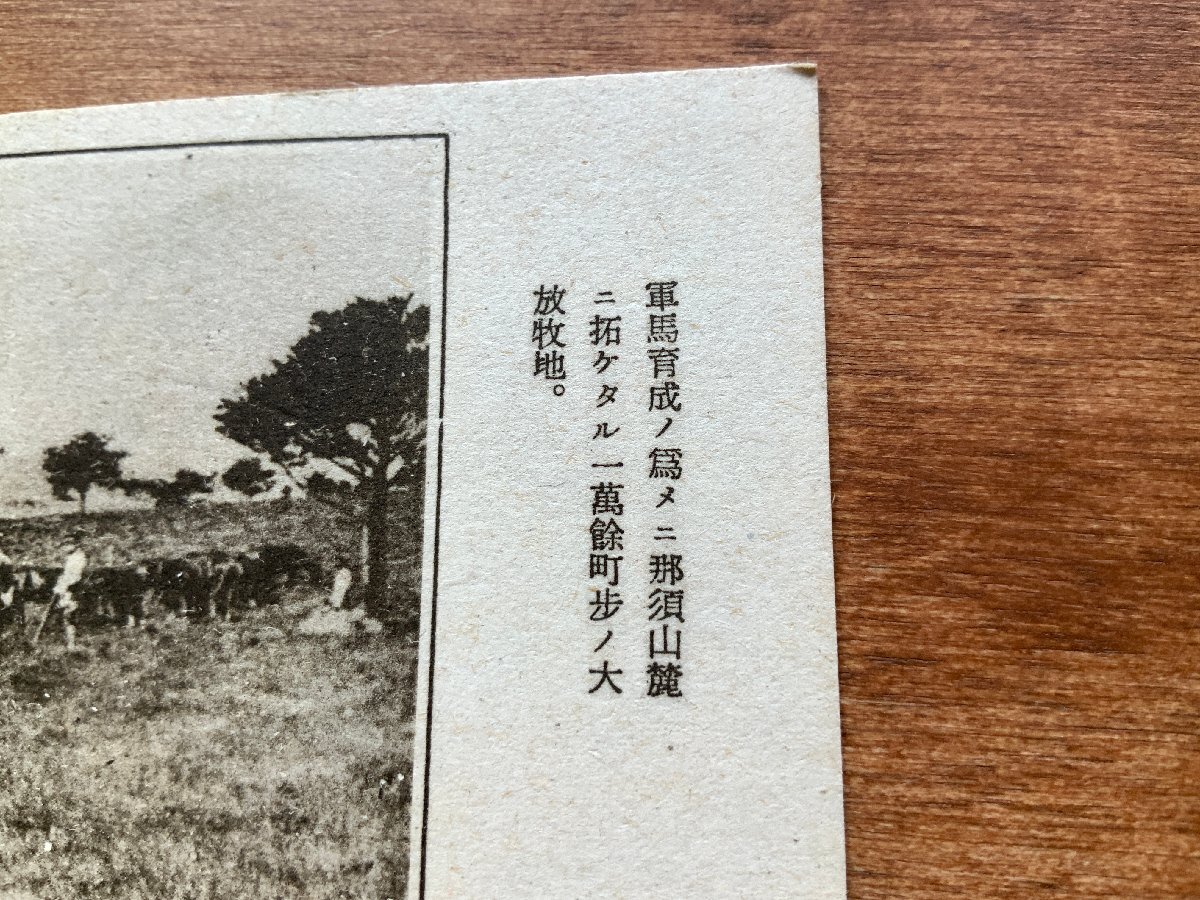 軍馬育成ノ爲メニ那須山麓
ニ拓ケタル一萬餘町步ノ大
放牧地。